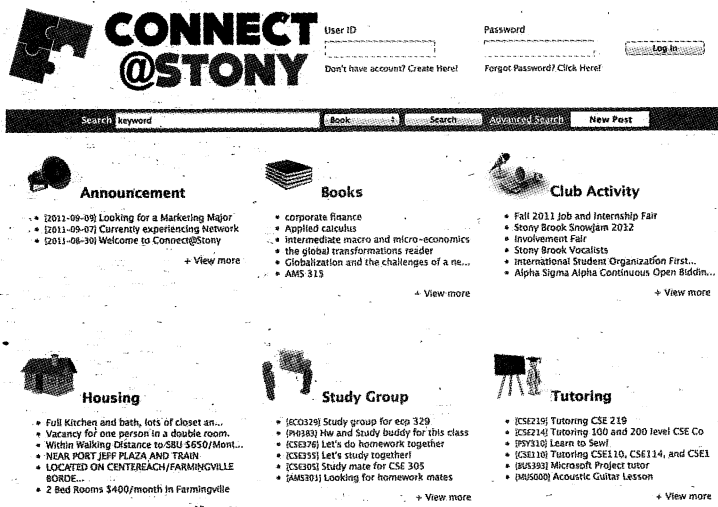 CONNECT
@STONY
User ID
Password
Log In
Don't have account? Create Here!
Forgot Password? Click Here!
Search
keyword
Book
Search
Advanced Search
New Post
Announcement
[2011-09-09] Looking for a Marketing Major
[2011-09-07] Currently experiencing Network
[2011-08-30] Welcome to Connect@Stony
+ View more
Books
corporate finance
Applied calculus
intermediate macro and micro-economics
the global transformations reader
Globalization and the challenges of a ne...
AMS 315
+ View more
Club Activity
Fall 2011 Job and Internship Fair
Stony Brook Snowjam 2012
Involvement Fair
Stony Brook Vocalists
International Student Organization First...
Alpha Sigma Alpha Continuous Open Biddin...
+ View more
Housing
Full Kitchen and bath, lots of closet an...
Vacancy for one person in a double room.
Within Walking Distance to SBU $650/Mont...
NEAR PORT JEFF PLAZA AND TRAIN
LOCATED ON CENTEREACH/FARMINGVILLE
BORDE...
2 Bed Rooms $400/month in Farmingville
Study Group
[ECO329] Study group for eco 329
[PHI383] Hw and Study buddy for this class
[CSE376] Let's do homework together
[CSE355] Let's study together!
[CSE305] Study mate for CSE 305
[AMS301] Looking for homework mates
+ View more
Tutoring
[CSE219] Tutoring CSE 219
[CSE214] Tutoring 100 and 200 level CSE Co
[PSY310] Learn to Sew!
[CSE110] Tutoring CSE110, CSE114, and CSE1
[BUS393] Microsoft Project tutor
[MUS000] Acoustic Guitar Lesson
+ View more